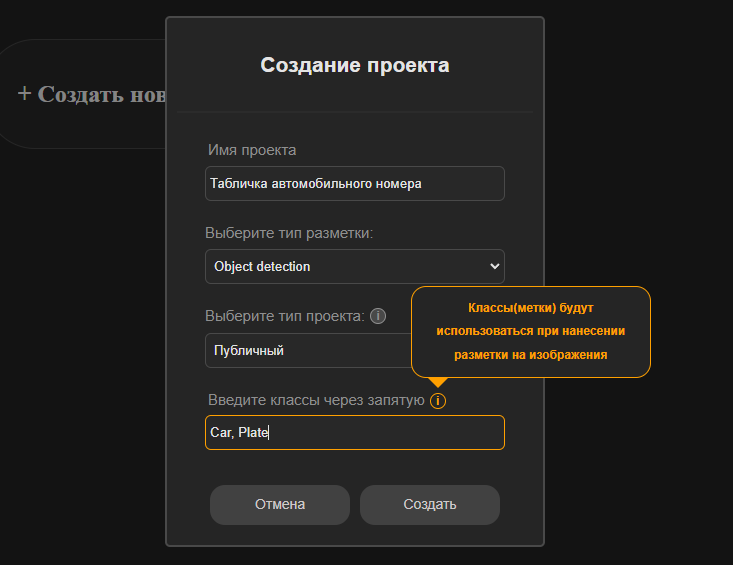 Создание проекта
+ Создать нов
Имя проекта
Табличка автомобильного номера
Выберите тип разметки:
Object detection
Классы(метки) будут
использоваться при нанесении
разметки на изображения
Выберите тип проекта: i
Публичный
Введите классы через запятую i
Car, Plate
Отмена Создать